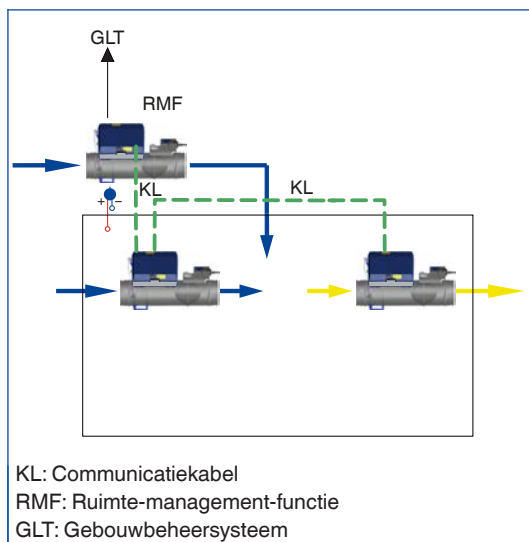 GLT
RMF
KL
KL
+ −
KL: Communicatiekabel
RMF: Ruimte-management-functie
GLT: Gebouwbeheersysteem